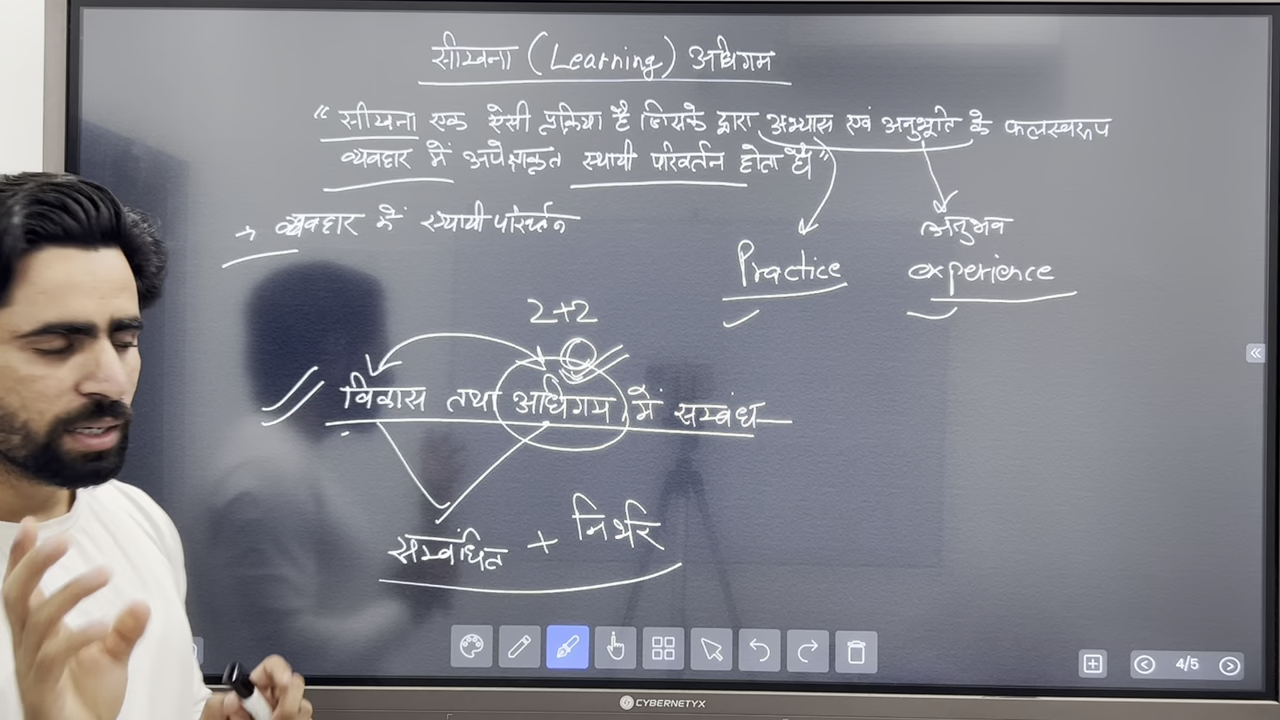 सीखना (Learning) अधिगम
“ सीखना एक ऐसी प्रक्रिया है जिसके द्वारा अभ्यास एवं अनुभूति के फलस्वरूप
व्यवहार में अपेक्षाकृत स्थायी परिवर्तन होता है”
→ व्यवहार में स्थायी परिवर्तन
अनुभव
Practice
experience
2+2
विकास तथा अधिगम में सम्बंध
सम्बंधित + निर्भर
4/5
CYBERNETYX